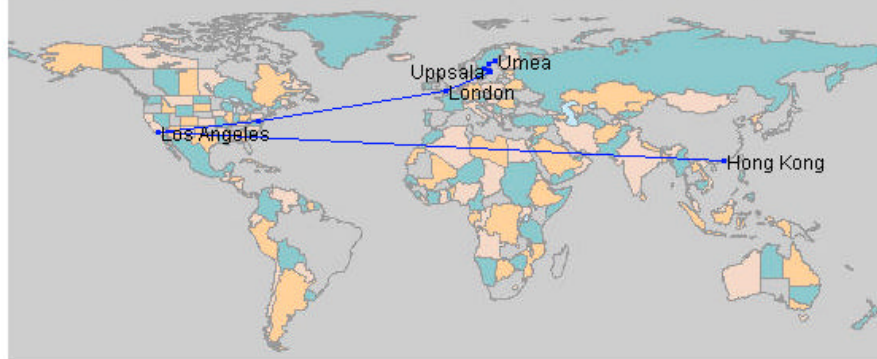 Umea
Uppsala
London
Los Angeles
Hong Kong